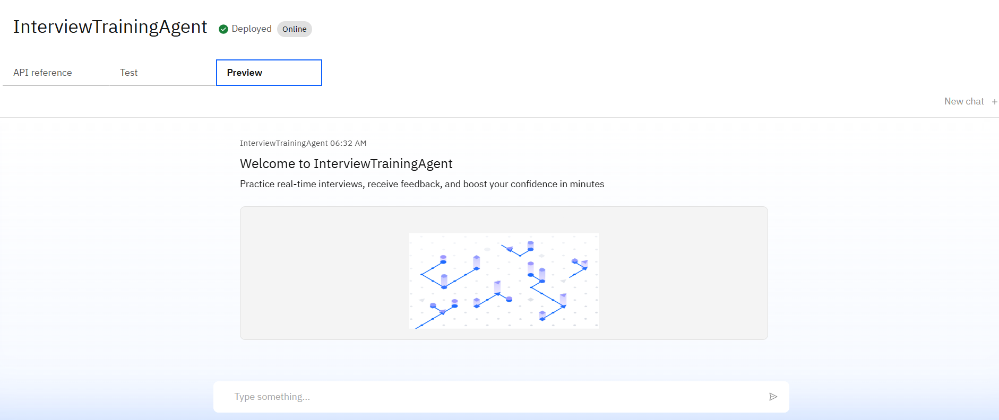 InterviewTrainingAgent Deployed Online
API reference Test Preview
New chat +
InterviewTrainingAgent 06:32 AM
Welcome to InterviewTrainingAgent
Practice real-time interviews, receive feedback, and boost your confidence in minutes
Type something...